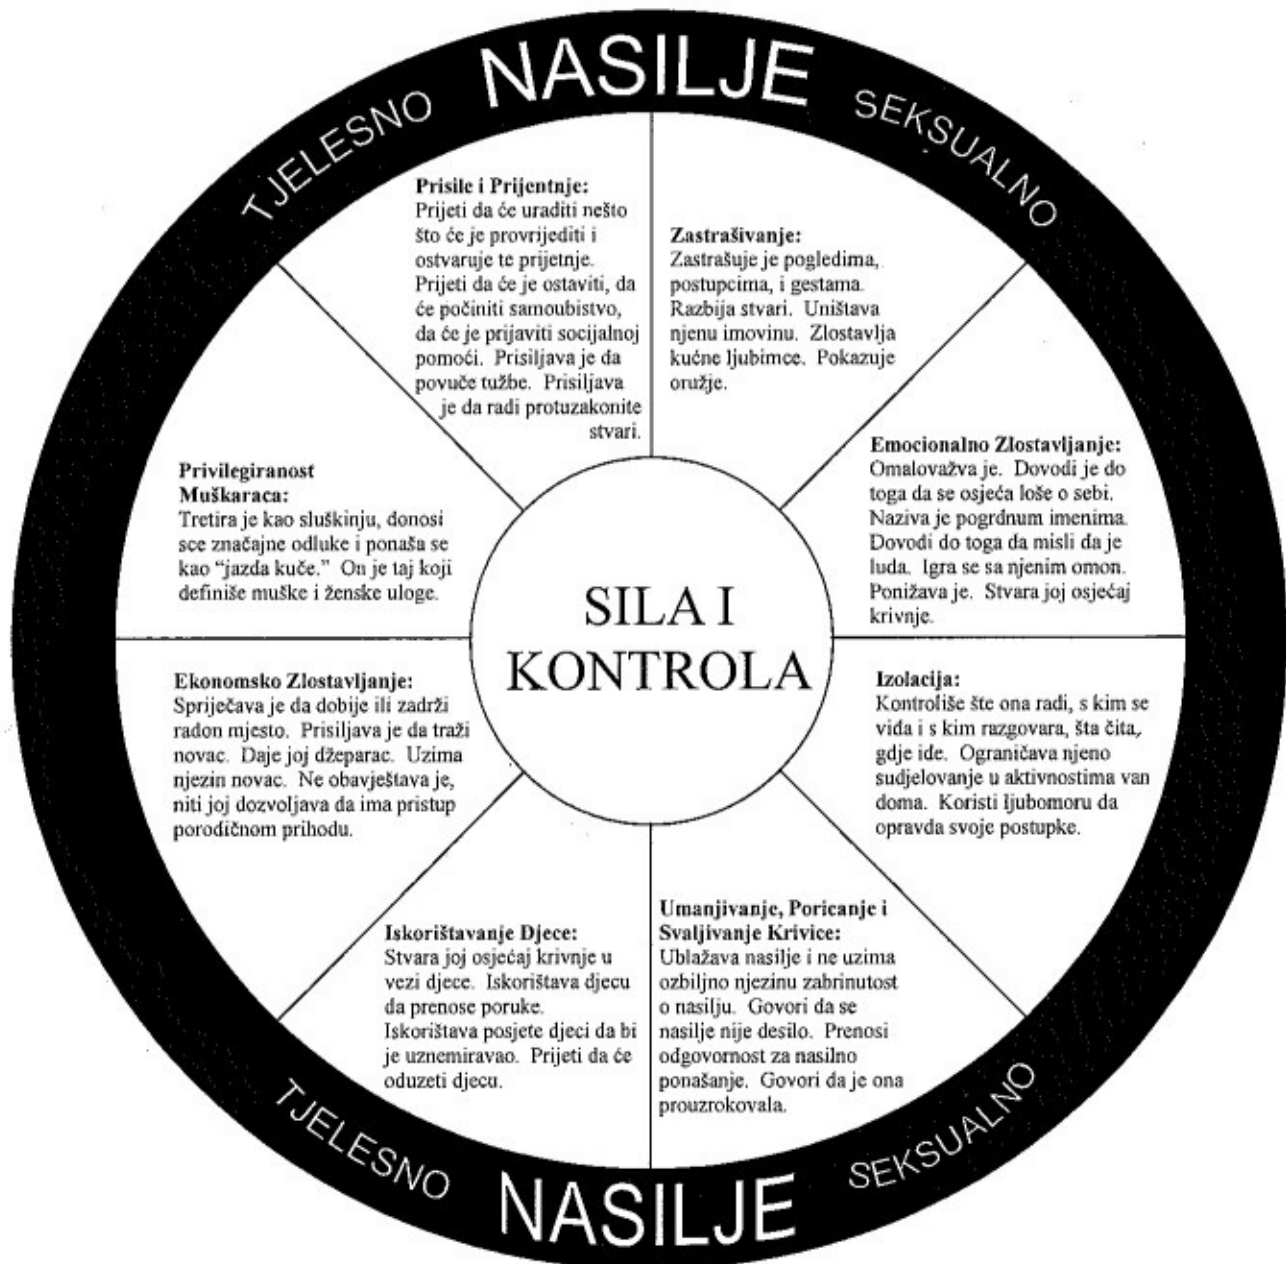 NASILJE
TJELESNO
SEKSUALNO
Prisile i Prijentnje:
Prijeti da će uraditi nešto
što će je provrijediti i
ostvaruje te prijetnje.
Prijeti da će je ostaviti, da
će počiniti samoubistvo,
da će je prijaviti socijalnoj
pomoći. Prisiljava je da
povuče tužbe. Prisiljava
je da radi protuzakonite
stvari.
Zastrašivanje:
Zastrašuje je pogledima,
postupcima, i gestama.
Razbija stvari. Uništava
njenu imovinu. Zlostavlja
kućne ljubimce. Pokazuje
oružje.
Emocionalno Zlostavljanje:
Omalovažva je. Dovodi je do
toga da se osjeća loše o sebi.
Naziva je pogrdnum imenima.
Dovodi do toga da misli da je
luda. Igra se sa njenim omon.
Ponižava je. Stvara joj osjećaj
krivnje.
Izolacija:
Kontroliše šte ona radi, s kim se
viđa i s kim razgovara, šta čita,
gdje ide. Ograničava njeno
sudjelovanje u aktivnostima van
doma. Koristi ljubomoru da
opravda svoje postupke.
Umanjivanje, Poricanje i
Svaljivanje Krivice:
Ublažava nasilje i ne uzima
ozbiljno njezinu zabrinutost
o nasilju. Govori da se
nasilje nije desilo. Prenosi
odgovornost za nasilno
ponašanje. Govori da je ona
prouzrokovala.
Iskorištavanje Djece:
Stvara joj osjećaj krivnje u
vezi djece. Iskorištava djecu
da prenose poruke.
Iskorištava posjete djeci da bi
je uznemiravao. Prijeti da će
oduzeti djecu.
Ekonomsko Zlostavljanje:
Spriječava je da dobije ili zadrži
radon mjesto. Prisiljava je da traži
novac. Daje joj džeparac. Uzima
njezin novac. Ne obavještava je,
niti joj dozvoljava da ima pristup
porodičnom prihodu.
Privilegiranost
Muškaraca:
Tretira je kao sluškinju, donosi
sce značajne odluke i ponaša se
kao "jazda kuče." On je taj koji
definiše muške i ženske uloge.
SILA I
KONTROLA
TJELESNO
NASILJE
SEKSUALNO